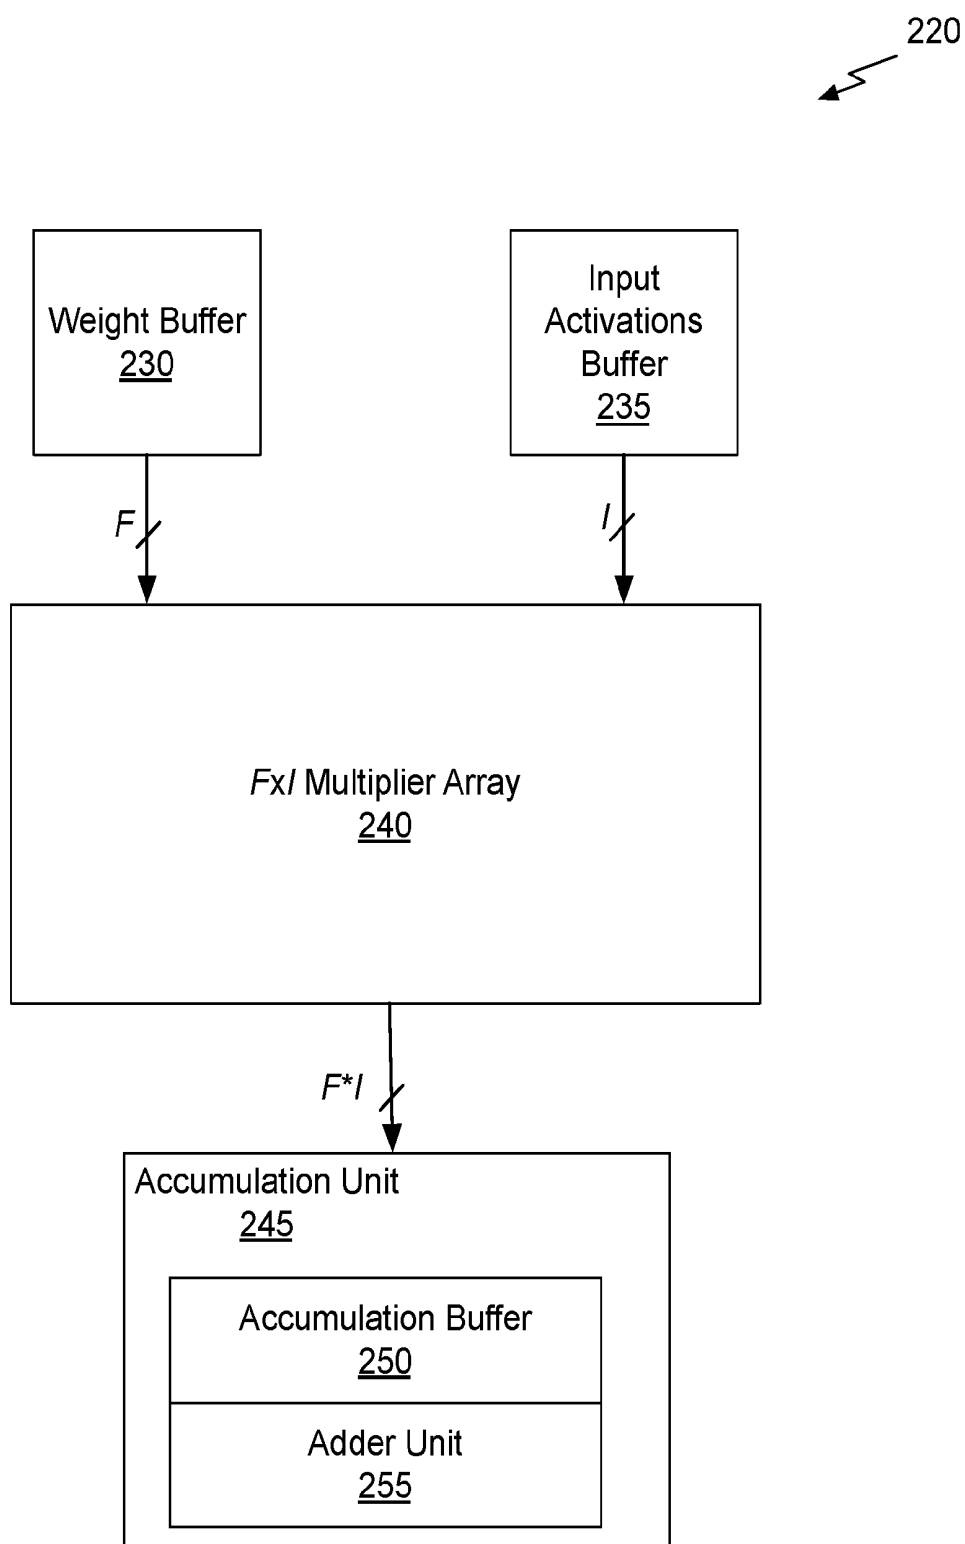 220
Weight Buffer
230
Input
Activations
Buffer
235
F
I
FxI Multiplier Array
240
F*I
Accumulation Unit
245
Accumulation Buffer
250
Adder Unit
255